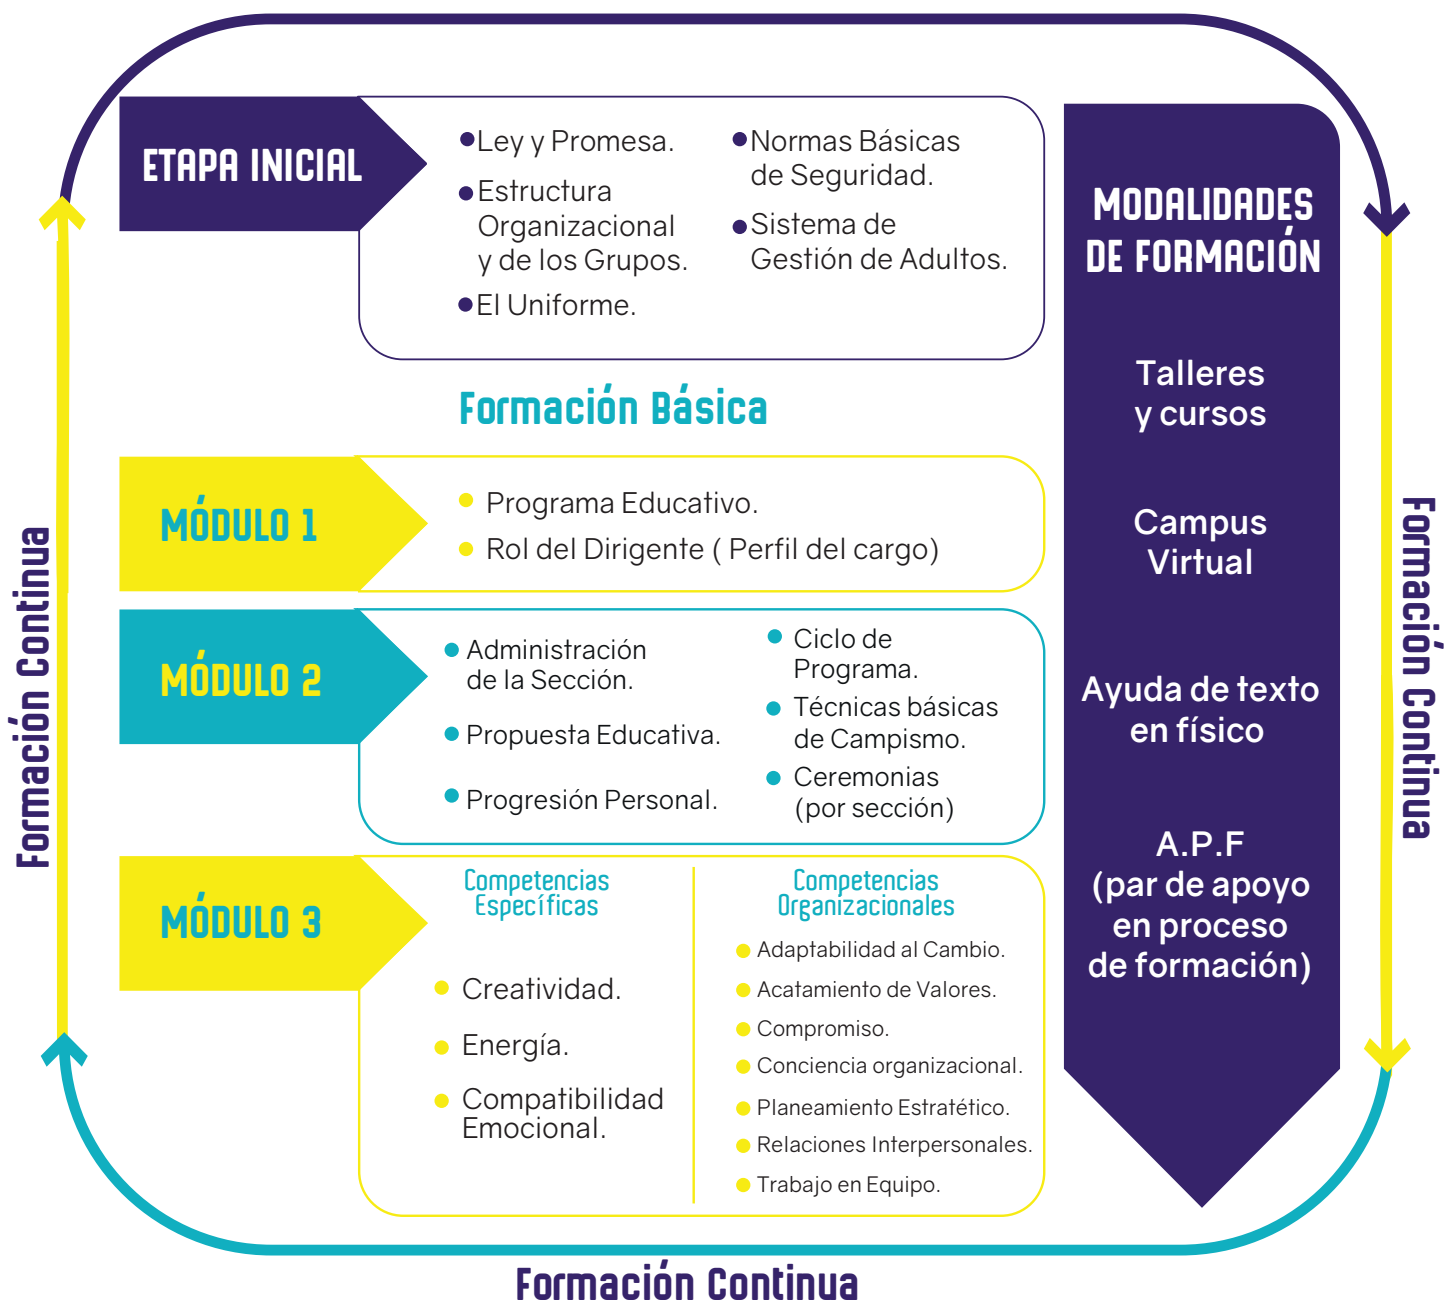 ETAPA INICIAL
Ley y Promesa.
Estructura
Organizacional
y de los Grupos.
El Uniforme.
Normas Básicas
de Seguridad.
Sistema de
Gestión de Adultos.
Formación Básica
MÓDULO 1
Programa Educativo.
Rol del Dirigente ( Perfil del cargo)
MÓDULO 2
Administración
de la Sección.
Propuesta Educativa.
Progresión Personal.
Ciclo de
Programa.
Técnicas básicas
de Campismo.
Ceremonias
(por sección)
MÓDULO 3
Competencias
Específicas
Creatividad.
Energía.
Compatibilidad
Emocional.
Competencias
Organizacionales
Adaptabilidad al Cambio.
Acatamiento de Valores.
Compromiso.
Conciencia organizacional.
Planeamiento Estratético.
Relaciones Interpersonales.
Trabajo en Equipo.
MODALIDADES
DE FORMACIÓN
Talleres
y cursos
Campus
Virtual
Ayuda de texto
en físico
A.P.F
(par de apoyo
en proceso
de formación)
Formación Continua
Formación Continua
Formación Continua